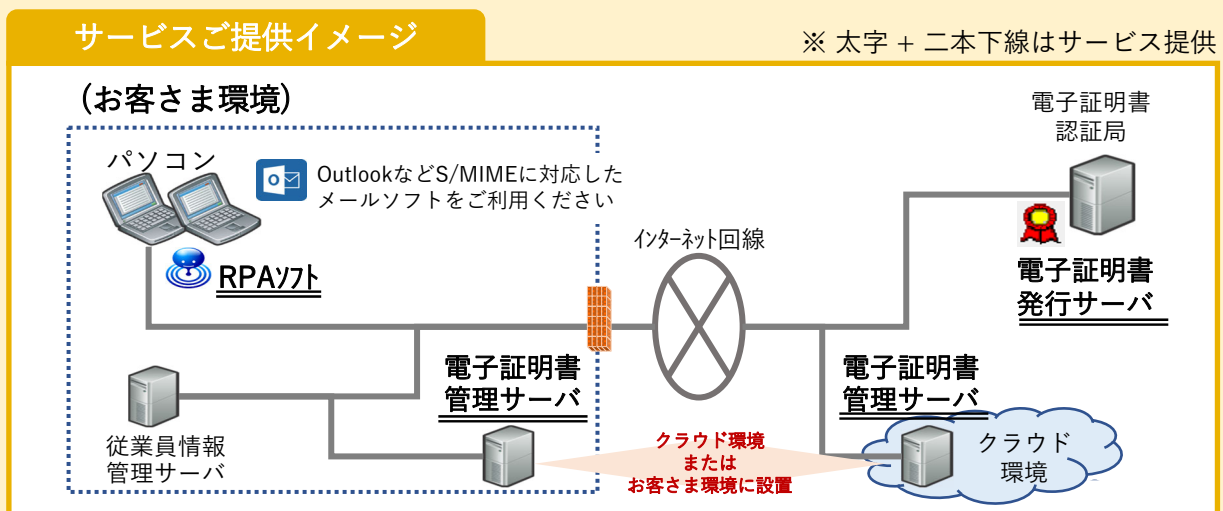 サービスご提供イメージ
※ 太字 + 二本下線はサービス提供
(お客さま環境)
パソコン
OutlookなどS/MIMEに対応した
メールソフトをご利用ください
RPAソフト
インターネット回線
電子証明書
認証局
電子証明書
発行サーバ
電子証明書
管理サーバ
電子証明書
管理サーバ
従業員情報
管理サーバ
クラウド環境
または
お客さま環境に設置
クラウド
環境